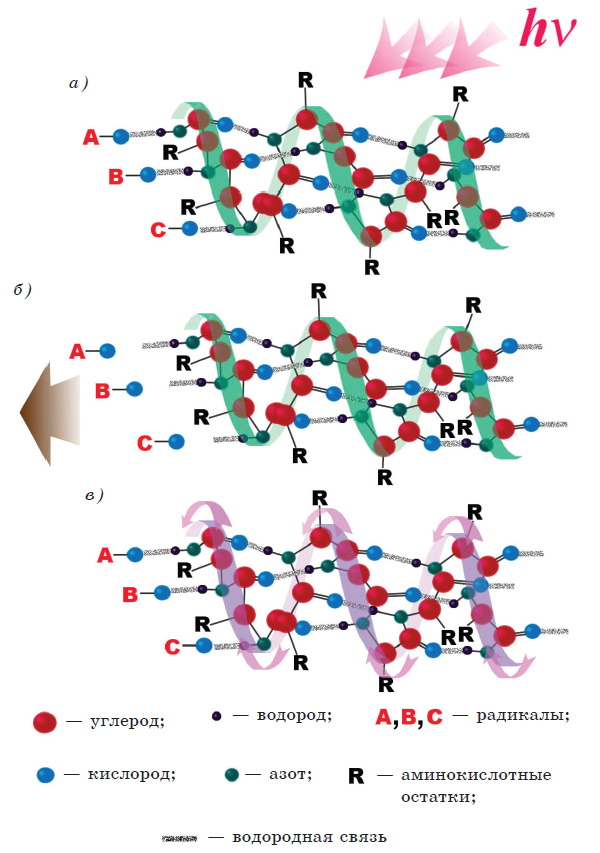 hν
а)
R
R
A
R
B
R
R
R
C
R
R
б)
R
R
A
R
B
R
R
R
C
R
R
в)
R
R
A
R
B
R
R
R
C
R
R
— углерод;
— водород;
A,B,C — радикалы;
— кислород;
— азот;
R — аминокислотные
остатки;
— водородная связь